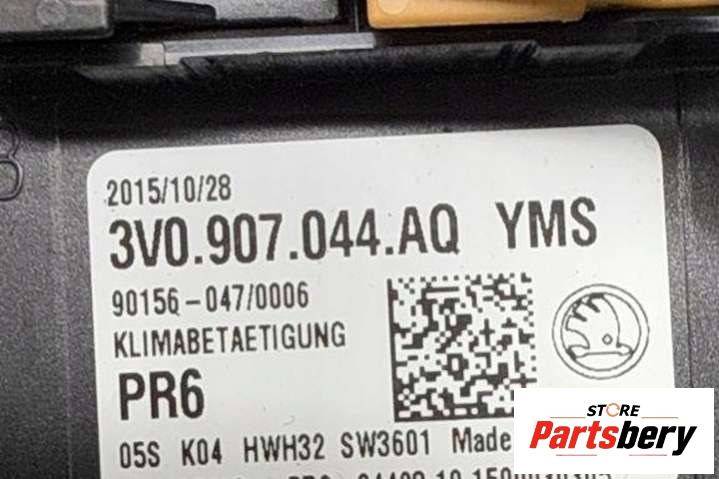 2015/10/28
3V0.907.044.AQ YMS
90156-047/0006
KLIMABETAETIGUNG
PR6
05S K04 HWH32 SW3601 Made
STORE
Partsbery